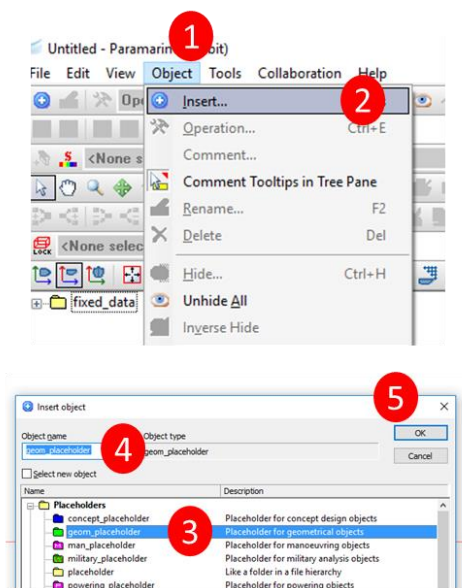 1
Untitled - Paramarin bit)
File Edit View Object Tools Collaboration Help
Insert...
2
Operation... Ctrl+E
<None s
Comment...
Comment Tooltips in Tree Pane
Rename... F2
Delete Del
LOCK <None selec
Hide... Ctrl+H
fixed_data
Unhide All
Inverse Hide
5
Insert object
Object name Object type OK
geom_placeholder 4 geom_placeholder
Cancel
Select new object
Name Description
Placeholders
concept_placeholder Placeholder for concept design objects
geom_placeholder 3 Placeholder for geometrical objects
man_placeholder Placeholder for manoeuvring objects
military_placeholder Placeholder for military analysis objects
placeholder Like a folder in a file hierarchy
powering_placeholder Placeholder for powering objects